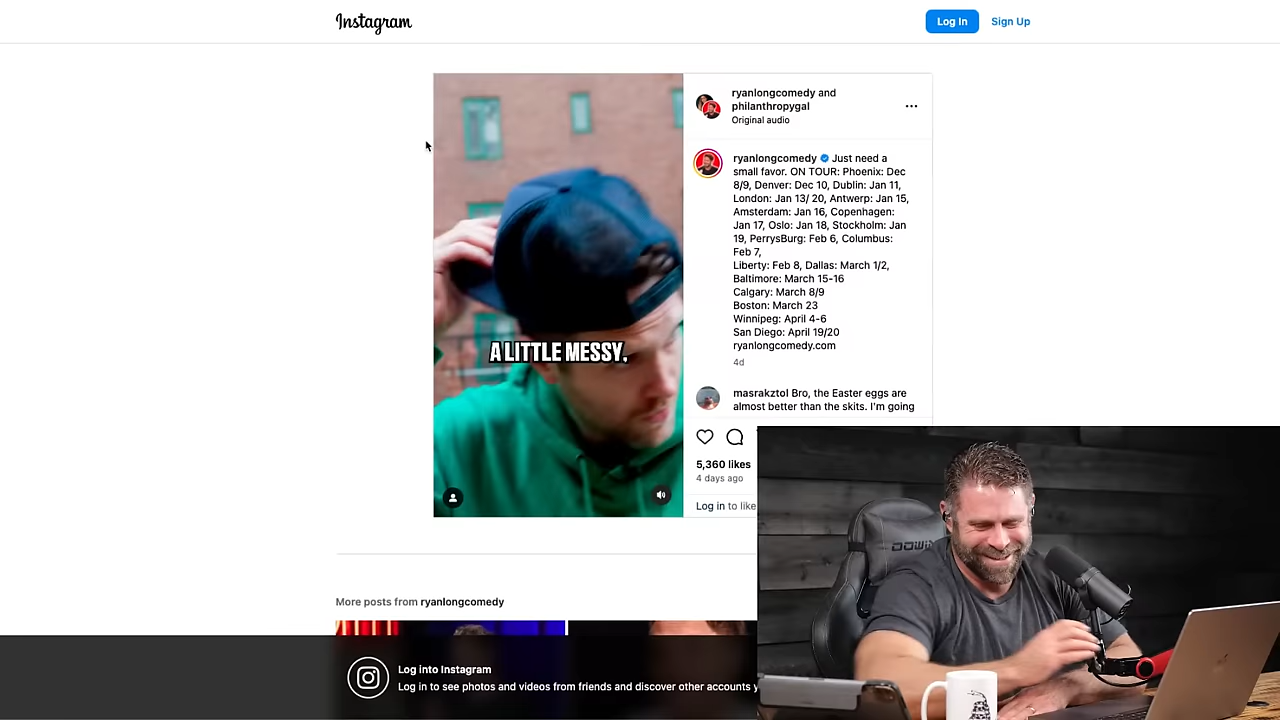 Instagram
Log In
Sign Up
ryanlongcomedy and
philanthropygal
Original audio
ryanlongcomedy Just need a
small favor. ON TOUR: Phoenix: Dec
8/9, Denver: Dec 10, Dublin: Jan 11,
London: Jan 13/ 20, Antwerp: Jan 15,
Amsterdam: Jan 16, Copenhagen:
Jan 17, Oslo: Jan 18, Stockholm: Jan
19, PerrysBurg: Feb 6, Columbus:
Feb 7,
Liberty: Feb 8, Dallas: March 1/2,
Baltimore: March 15-16
Calgary: March 8/9
Boston: March 23
Winnipeg: April 4-6
San Diego: April 19/20
ryanlongcomedy.com
4d
masrakztol Bro, the Easter eggs are
almost better than the skits. I'm going
A LITTLE MESSY.
5,360 likes
4 days ago
Log in to like
More posts from ryanlongcomedy
Log into Instagram
Log in to see photos and videos from friends and discover other accounts